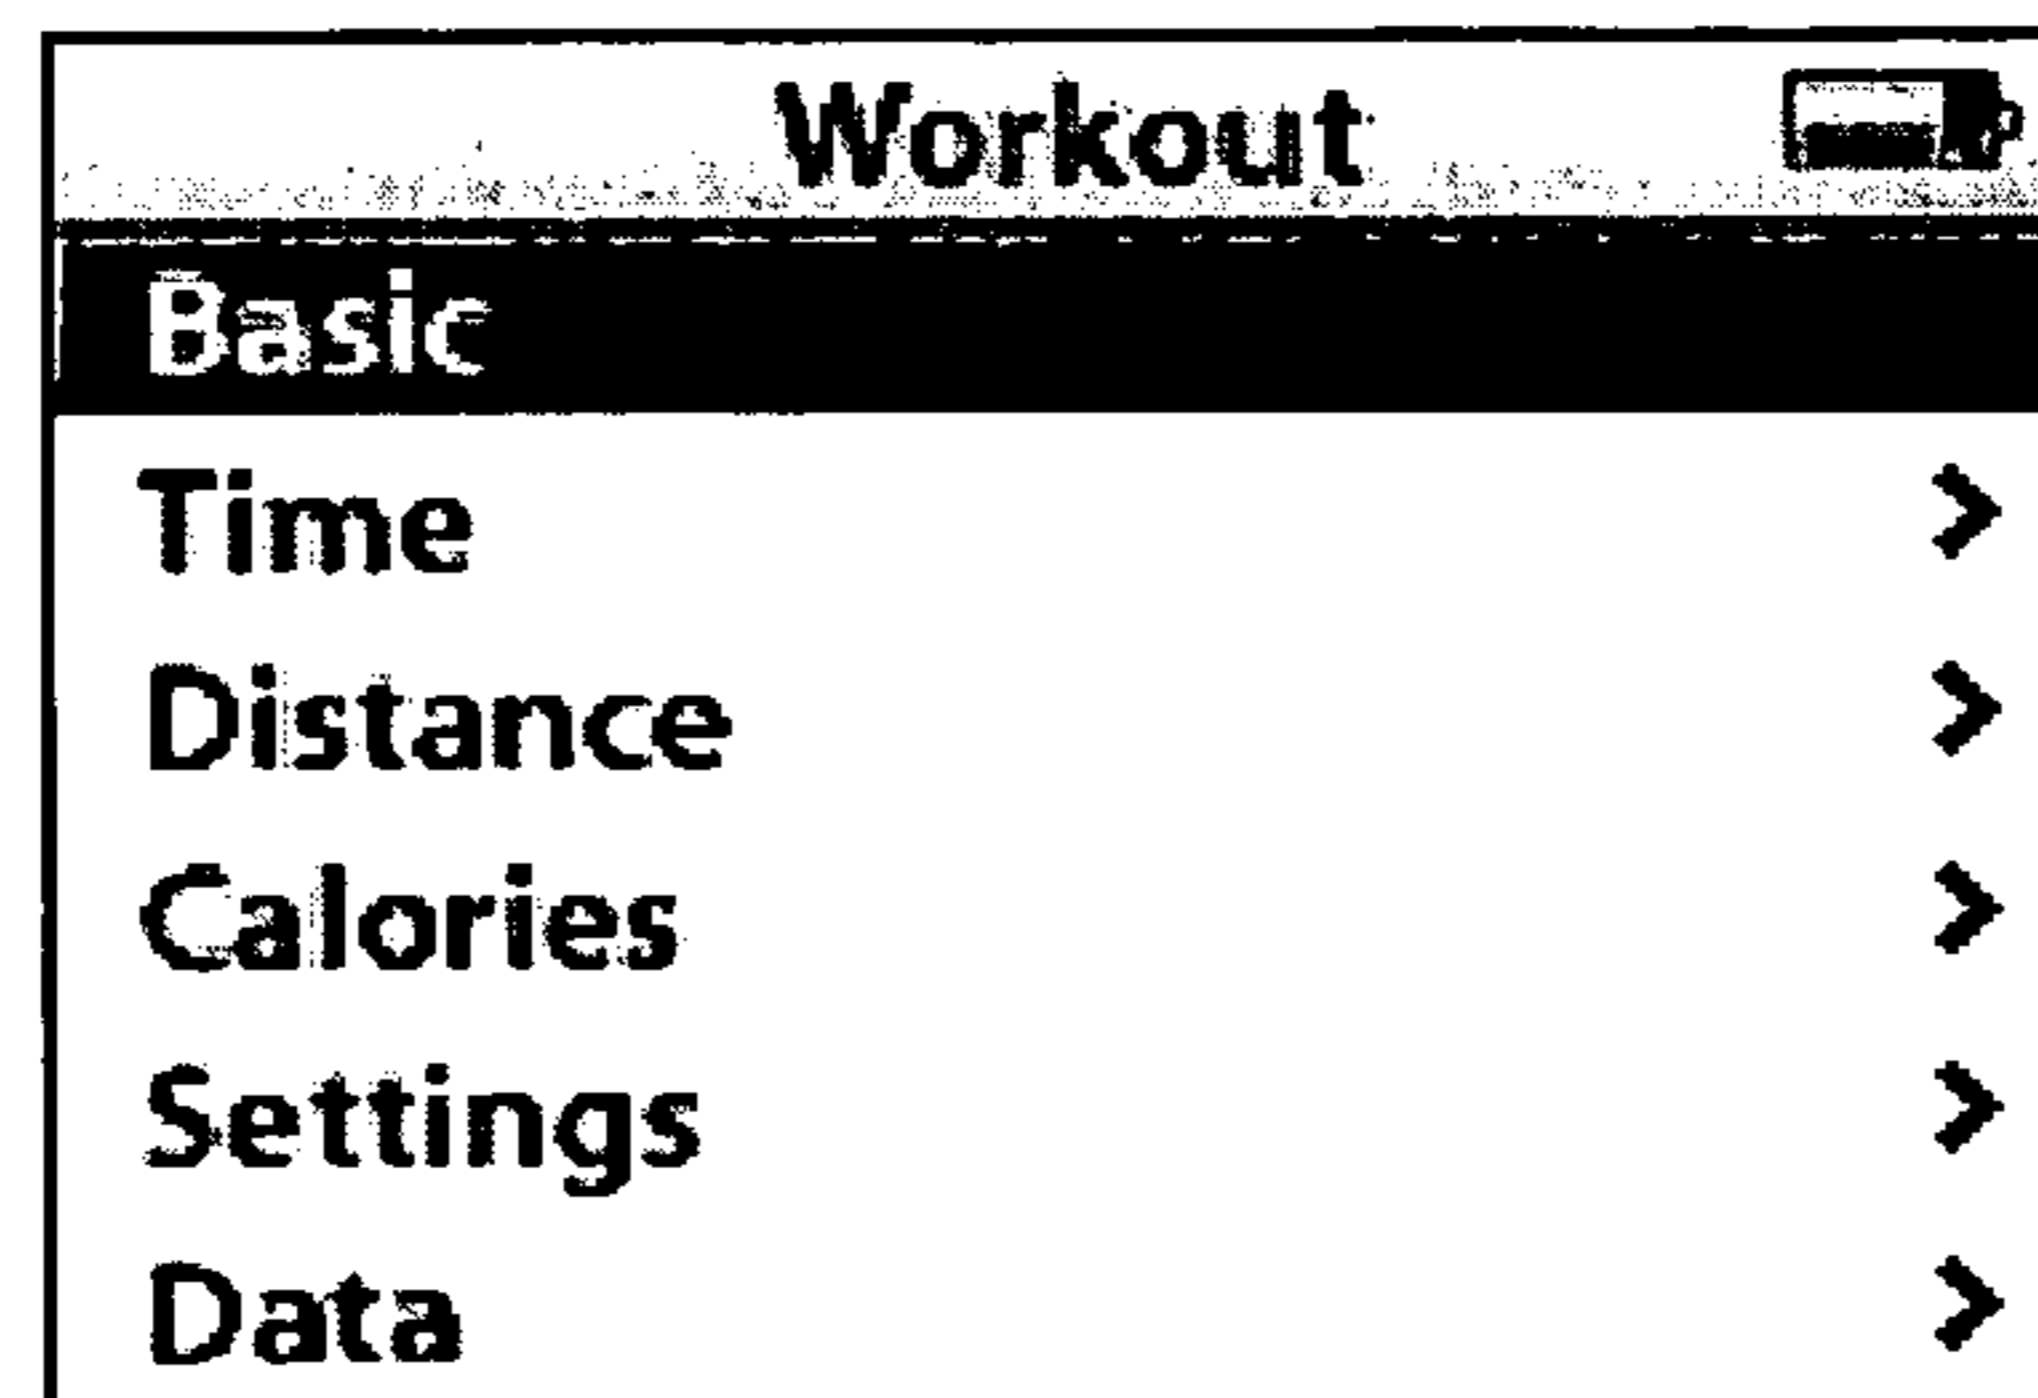 Workout
Basic
Time >
Distance >
Calories >
Settings >
Data >